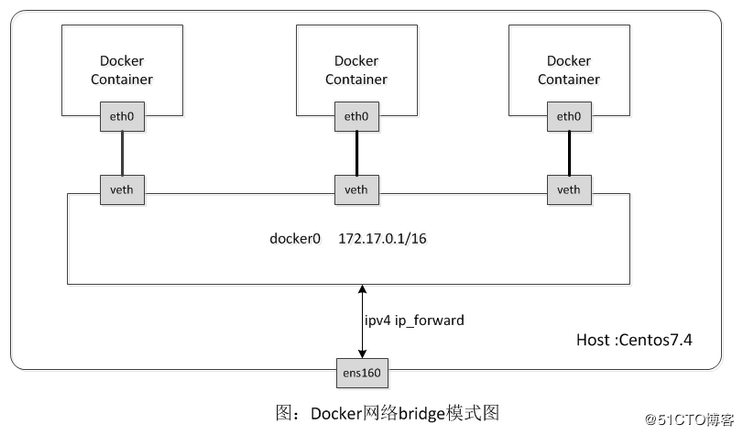 Docker
Container
Docker
Container
Docker
Container
eth0
eth0
eth0
veth
veth
veth
docker0 172.17.0.1/16
ipv4 ip_forward
Host :Centos7.4
ens160
图：Docker网络bridge模式图
@51CTO博客